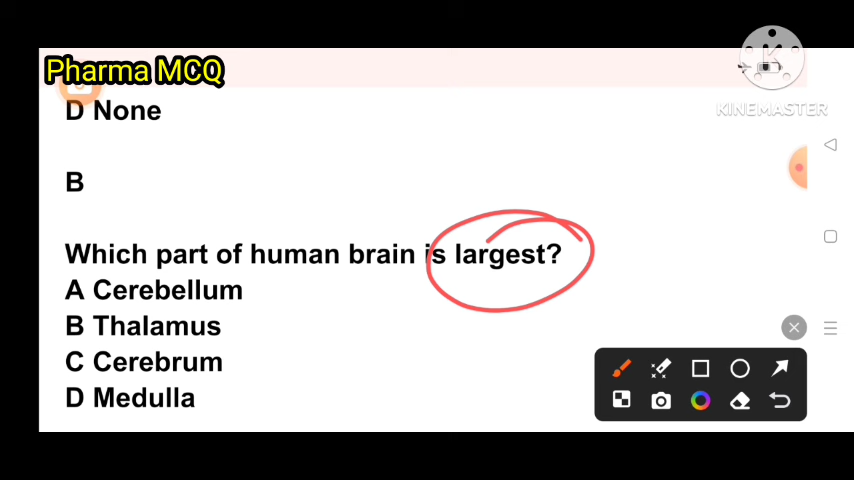 Pharma MCQ
KINEMASTER
D None
B
Which part of human brain is largest?
A Cerebellum
B Thalamus
C Cerebrum
D Medulla